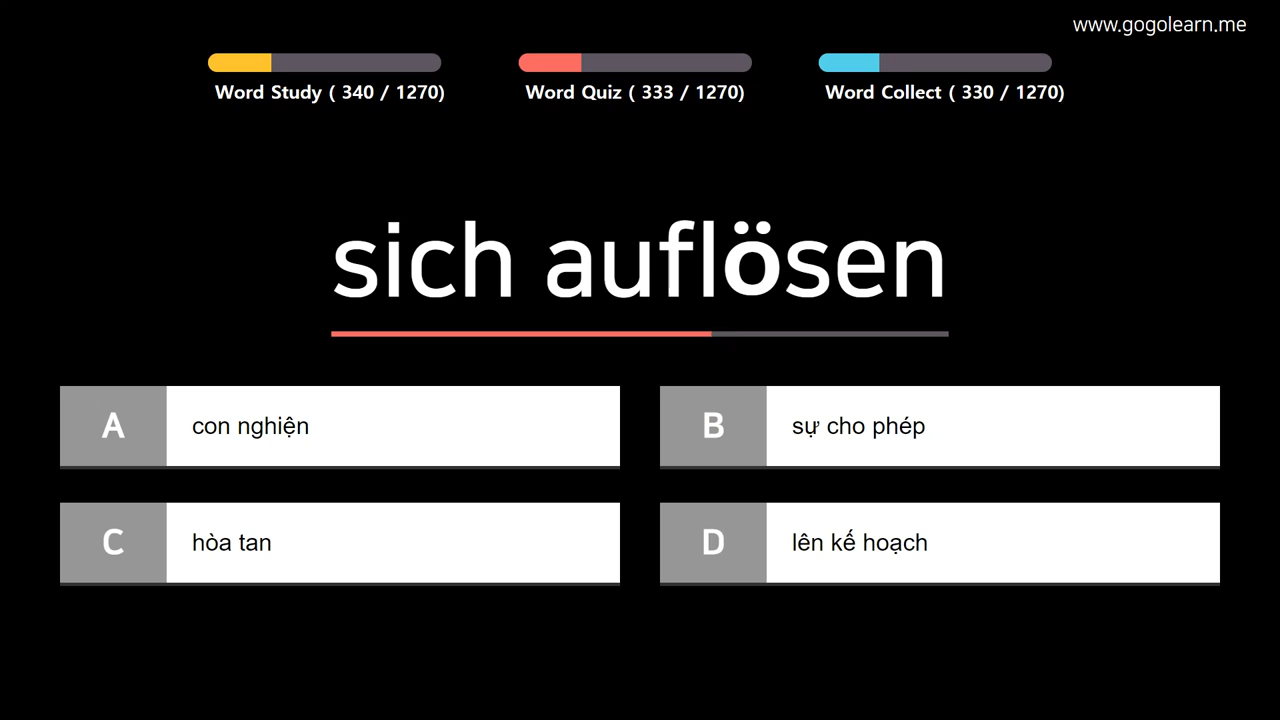 www.gogolearn.me
Word Study ( 340 / 1270)
Word Quiz ( 333 / 1270)
Word Collect ( 330 / 1270)
sich auflösen
A
con nghiện
B
sự cho phép
C
hòa tan
D
lên kế hoạch